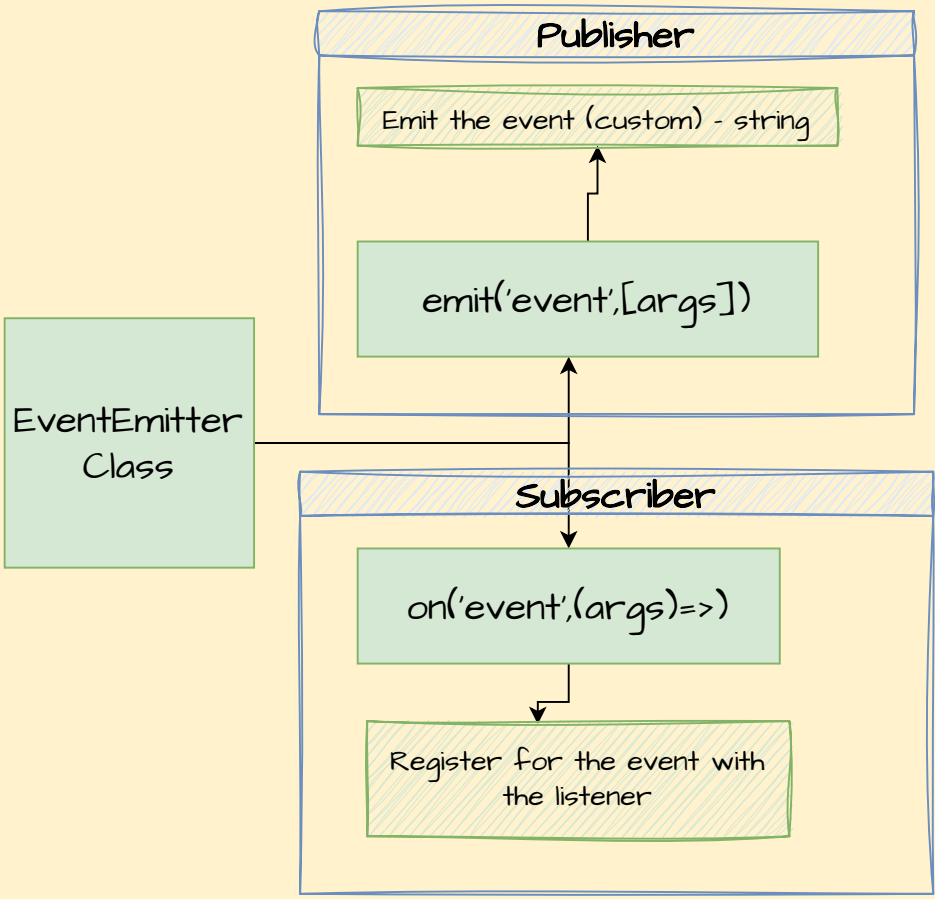 Publisher
Emit the event (custom) - string
emit('event',[args])
EventEmitter
Class
Subscriber
on('event',(args)=>)
Register for the event with
the listener